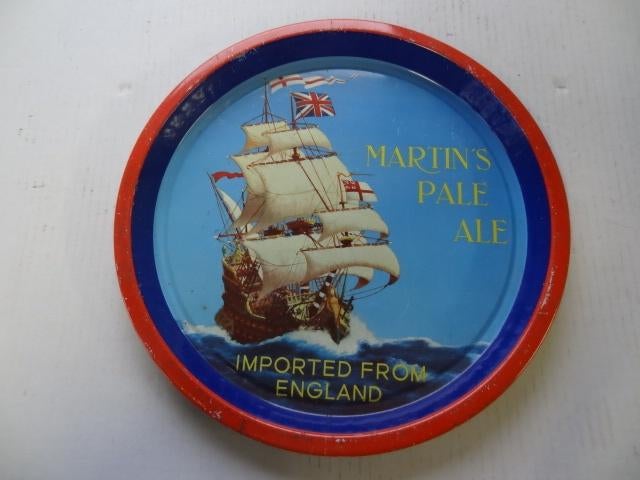 MARTIN'S
PALE
ALE
IMPORTED FROM
ENGLAND